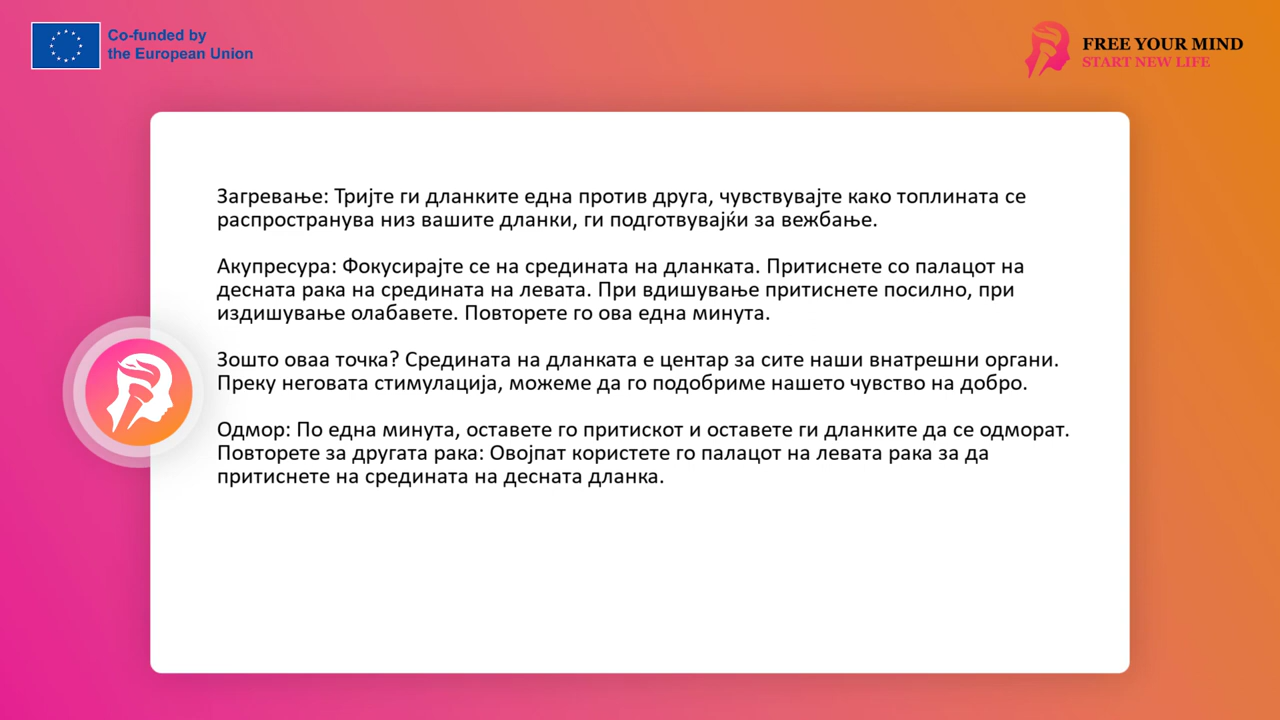 Co-funded by
the European Union
FREE YOUR MIND
START NEW LIFE
Загревање: Тријте ги дланките една против друга, чувствувајте како топлината се
распространува низ вашите дланки, ги подготвувајќи за вежбање.
Акупресура: Фокусирајте се на средината на дланката. Притиснете со палацот на
десната рака на средината на левата. При вдишување притиснете посилно, при
издишување олабавете. Повторете го ова една минута.
Зошто оваа точка? Средината на дланката е центар за сите наши внатрешни органи.
Преку неговата стимулација, можеме да го подобриме нашето чувство на добро.
Одмор: По една минута, оставете го притискот и оставете ги дланките да се одморат.
Повторете за другата рака: Овојпат користете го палацот на левата рака за да
притиснете на средината на десната дланка.